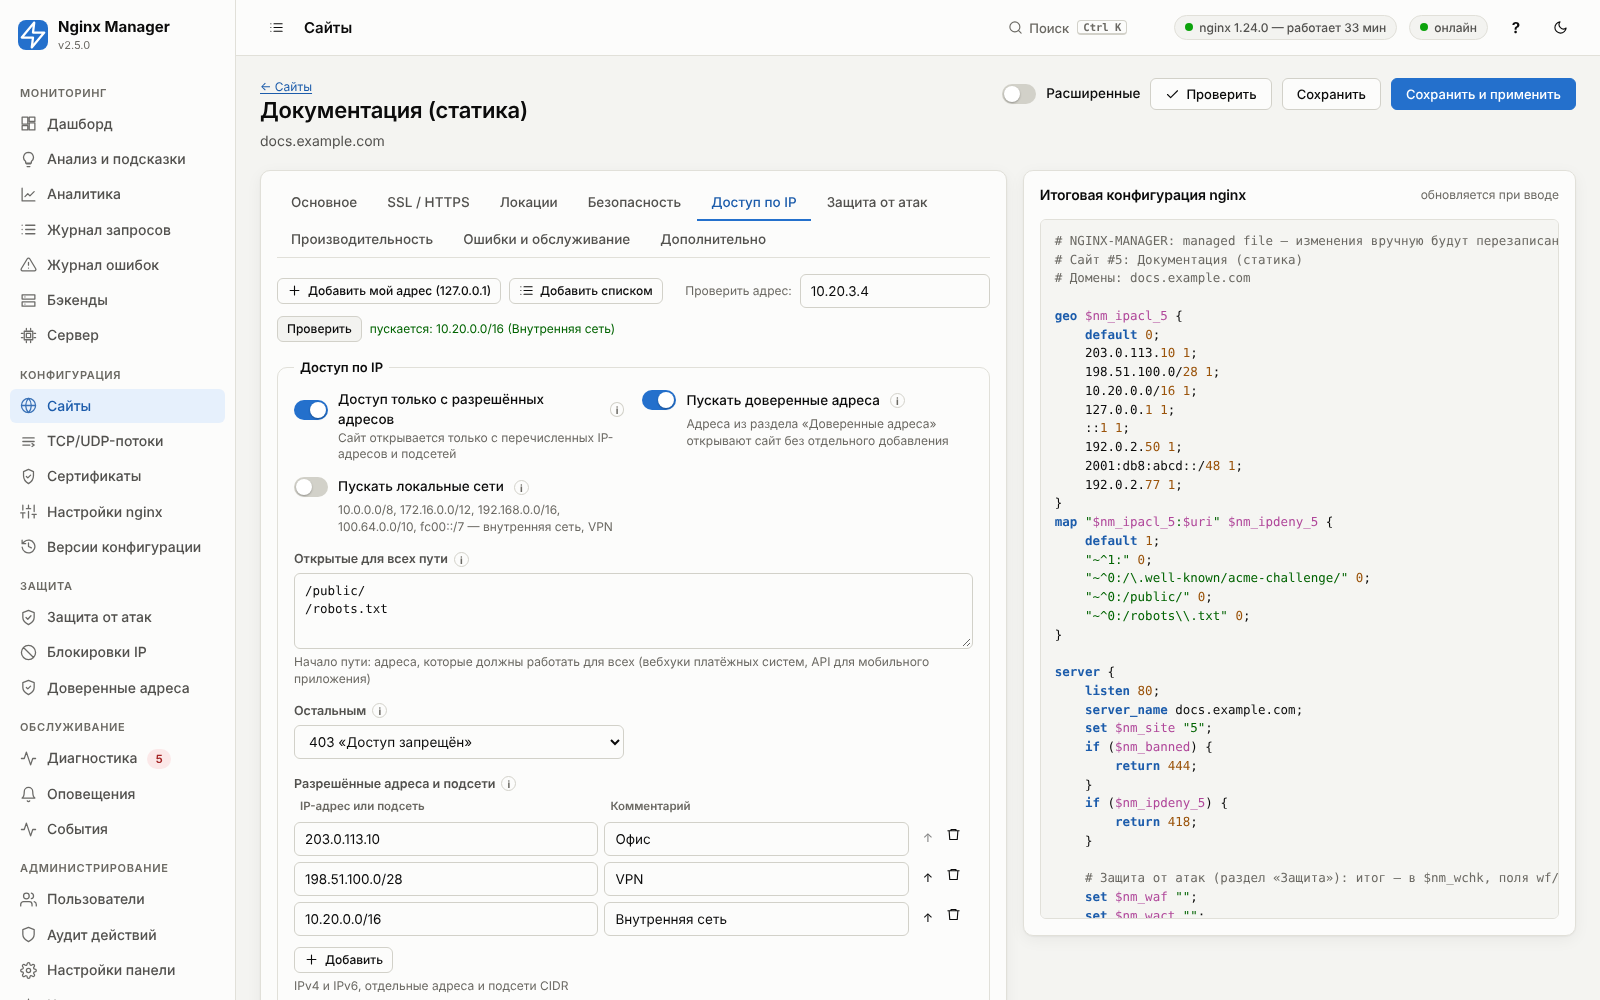 Nginx Manager
v2.5.0
МОНИТОРИНГ
Дашборд
Анализ и подсказки
Аналитика
Журнал запросов
Журнал ошибок
Бэкенды
Сервер
КОНФИГУРАЦИЯ
Сайты
TCP/UDP-потоки
Сертификаты
Настройки nginx
Версии конфигурации
ЗАЩИТА
Защита от атак
Блокировки IP
Доверенные адреса
ОБСЛУЖИВАНИЕ
Диагностика 5
Оповещения
События
АДМИНИСТРИРОВАНИЕ
Пользователи
Аудит действий
Настройки панели
Сайты
Поиск Ctrl K
nginx 1.24.0 — работает 33 мин
онлайн
?
← Сайты
Документация (статика)
docs.example.com
Расширенные
Проверить
Сохранить
Сохранить и применить
Основное SSL / HTTPS Локации Безопасность Доступ по IP Защита от атак
Производительность Ошибки и обслуживание Дополнительно
Добавить мой адрес (127.0.0.1) Добавить списком Проверить адрес: 10.20.3.4
Проверить пускается: 10.20.0.0/16 (Внутренняя сеть)
Доступ по IP
Доступ только с разрешённых
адресов
Сайт открывается только с перечисленных IP-
адресов и подсетей
Пускать доверенные адреса
Адреса из раздела «Доверенные адреса»
открывают сайт без отдельного добавления
Пускать локальные сети
10.0.0.0/8, 172.16.0.0/12, 192.168.0.0/16,
100.64.0.0/10, fc00::/7 — внутренняя сеть, VPN
Открытые для всех пути
/public/
/robots.txt
Начало пути: адреса, которые должны работать для всех (вебхуки платёжных систем, API для мобильного
приложения)
Остальным
403 «Доступ запрещён»
Разрешённые адреса и подсети
IP-адрес или подсеть Комментарий
203.0.113.10 Офис
198.51.100.0/28 VPN
10.20.0.0/16 Внутренняя сеть
Добавить
IPv4 и IPv6, отдельные адреса и подсети CIDR
Итоговая конфигурация nginx
обновляется при вводе
# NGINX-MANAGER: managed file — изменения вручную будут перезаписан
# Сайт #5: Документация (статика)
# Домены: docs.example.com
geo $nm_ipacl_5 {
default 0;
203.0.113.10 1;
198.51.100.0/28 1;
10.20.0.0/16 1;
127.0.0.1 1;
::1 1;
192.0.2.50 1;
2001:db8:abcd::/48 1;
192.0.2.77 1;
}
map "$nm_ipacl_5:$uri" $nm_ipdeny_5 {
default 1;
"~^1:" 0;
"~^0:/\.well-known/acme-challenge/" 0;
"~^0:/public/" 0;
"~^0:/robots\\.txt" 0;
}
server {
listen 80;
server_name docs.example.com;
set $nm_site "5";
if ($nm_banned) {
return 444;
}
if ($nm_ipdeny_5) {
return 418;
}
# Защита от атак (раздел «Защита»): итог — в $nm_wchk, поля wf/
set $nm_waf "";
set $nm_wact "";